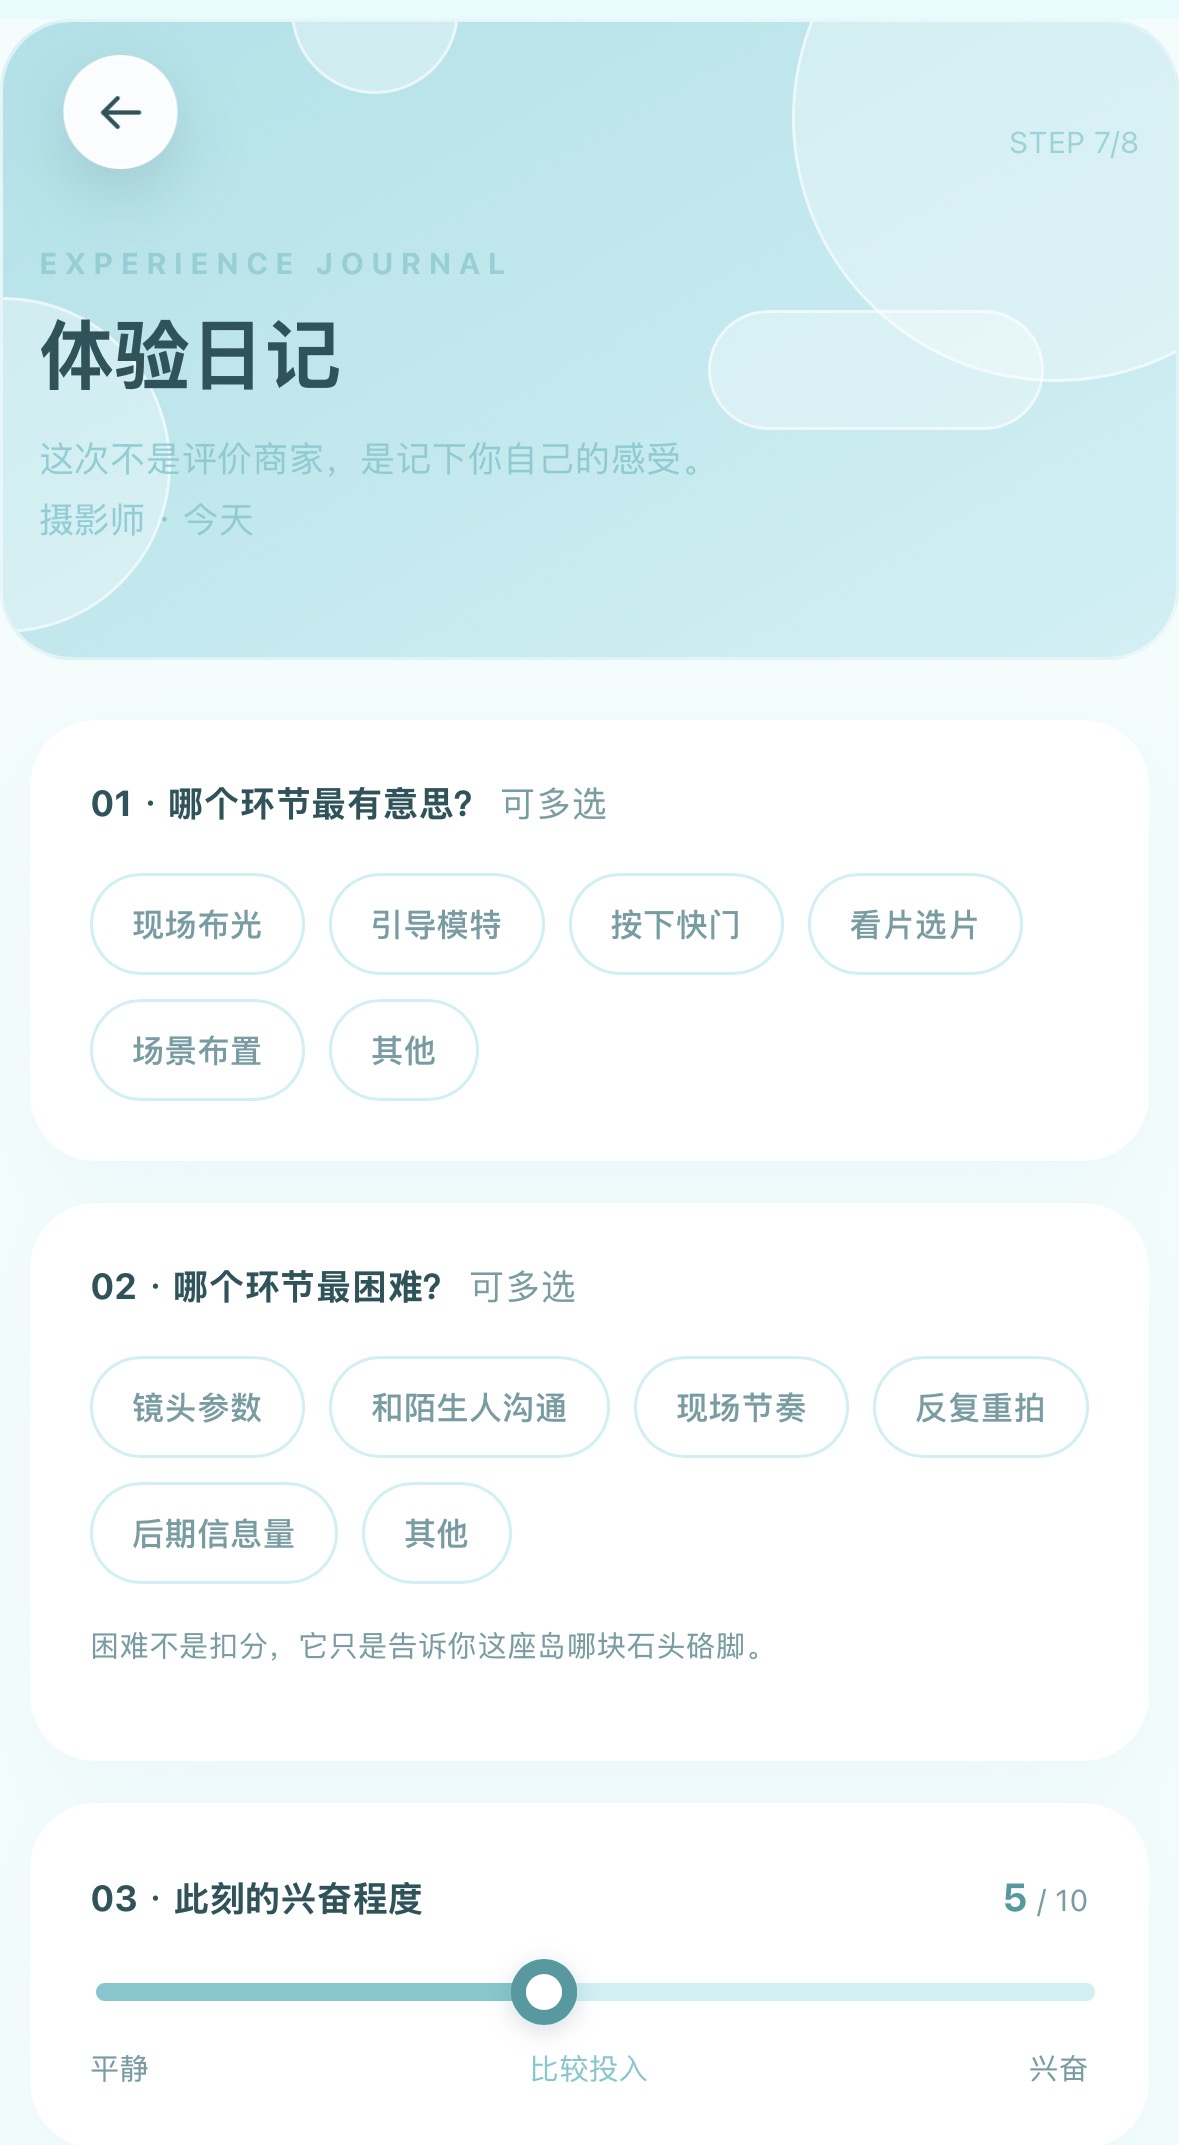 STEP 7/8
EXPERIENCE JOURNAL
体验日记
这次不是评价商家，是记下你自己的感受。
摄影师 · 今天
01 · 哪个环节最有意思？ 可多选
现场布光 引导模特 按下快门 看片选片
场景布置 其他
02 · 哪个环节最困难？ 可多选
镜头参数 和陌生人沟通 现场节奏 反复重拍
后期信息量 其他
困难不是扣分，它只是告诉你这座岛哪块石头硌脚。
03 · 此刻的兴奋程度 5 / 10
平静 比较投入 兴奋